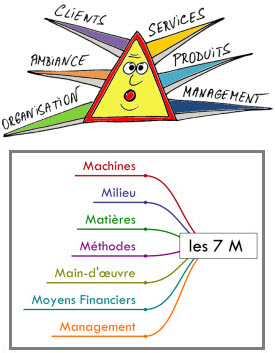 CLIENTS
SERVICES
AMBIANCE
PRODUITS
ORGANISATION
MANAGEMENT
Machines
Milieu
Matières
Méthodes
les 7 M
Main-d'œuvre
Moyens Financiers
Management